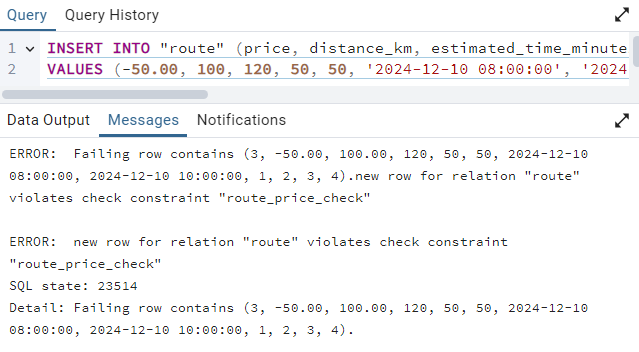 Query Query History
1 INSERT INTO "route" (price, distance_km, estimated_time_minute
2 VALUES (-50.00, 100, 120, 50, 50, '2024-12-10 08:00:00', '2024
Data Output Messages Notifications
ERROR:  Failing row contains (3, -50.00, 100.00, 120, 50, 50, 2024-12-10
08:00:00, 2024-12-10 10:00:00, 1, 2, 3, 4).new row for relation "route"
violates check constraint "route_price_check"
ERROR:  new row for relation "route" violates check constraint
"route_price_check"
SQL state: 23514
Detail: Failing row contains (3, -50.00, 100.00, 120, 50, 50, 2024-12-10
08:00:00, 2024-12-10 10:00:00, 1, 2, 3, 4).